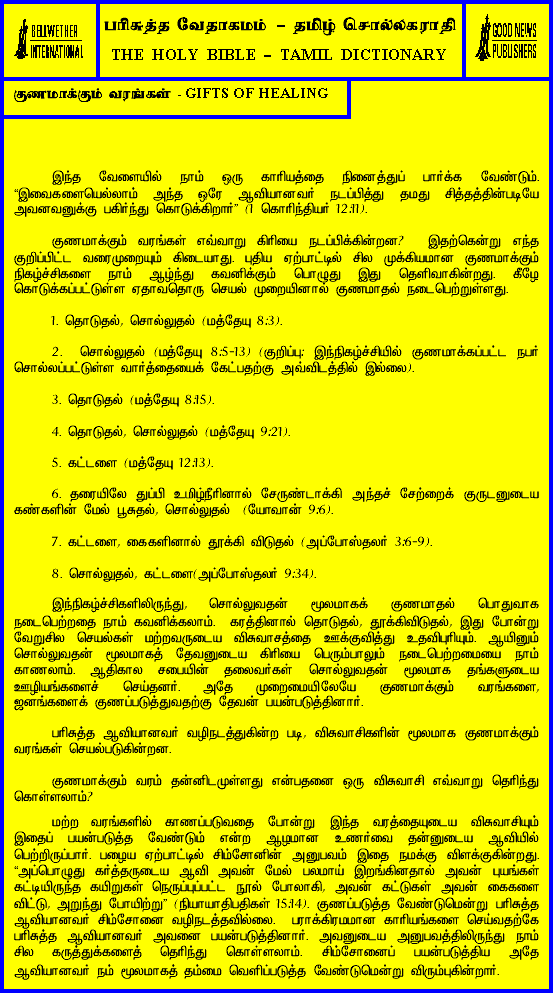 BELLWETHER
INTERNATIONAL
பரிசுத்த வேதாகமம் – தமிழ் சொல்லகராதி
THE HOLY BIBLE – TAMIL DICTIONARY
GOOD NEWS
PUBLISHERS
குணமாக்கும் வரங்கள் - GIFTS OF HEALING
இந்த வேளையில் நாம் ஒரு காரியத்தை நினைத்துப் பார்க்க வேண்டும்.
“இவைகளையெல்லாம் அந்த ஒரே ஆவியானவர் நடப்பித்து தமது சித்தத்தின்படியே
அவனவனுக்கு பகிர்ந்து கொடுக்கிறார்” (1 கொரிந்தியர் 12:11).
குணமாக்கும் வரங்கள் எவ்வாறு கிரியை நடப்பிக்கின்றன? இதற்கென்று எந்த
குறிப்பிட்ட வரைமுறையும் கிடையாது. புதிய ஏற்பாட்டில் சில முக்கியமான குணமாக்கும்
நிகழ்ச்சிகளை நாம் ஆழ்ந்து கவனிக்கும் பொழுது இது தெளிவாகின்றது. கீழே
கொடுக்கப்பட்டுள்ள ஏதாவதொரு செயல் முறையினால் குணமாதல் நடைபெற்றுள்ளது.
1. தொடுதல், சொல்லுதல் (மத்தேயு 8:3).
2. சொல்லுதல் (மத்தேயு 8:5-13) (குறிப்பு: இந்நிகழ்ச்சியில் குணமாக்கப்பட்ட நபர்
சொல்லப்பட்டுள்ள வார்த்தையைக் கேட்பதற்கு அவ்விடத்தில் இல்லை).
3. தொடுதல் (மத்தேயு 8:15).
4. தொடுதல், சொல்லுதல் (மத்தேயு 9:21).
5. கட்டளை (மத்தேயு 12:13).
6. தரையிலே துப்பி உமிழ்நீரினால் சேருண்டாக்கி அந்தச் சேற்றைக் குருடனுடைய
கண்களின் மேல் பூசுதல், சொல்லுதல் (யோவான் 9:6).
7. கட்டளை, கைகளினால் தூக்கி விடுதல் (அப்போஸ்தலர் 3:6-9).
8. சொல்லுதல், கட்டளை(அப்போஸ்தலர் 9:34).
இந்நிகழ்ச்சிகளிலிருந்து, சொல்லுவதன் மூலமாகக் குணமாதல் பொதுவாக
நடைபெற்றதை நாம் கவனிக்கலாம். கரத்தினால் தொடுதல், தூக்கிவிடுதல், இது போன்று
வேறுசில செயல்கள் மற்றவருடைய விசுவாசத்தை ஊக்குவித்து உதவிபுரியும். ஆயினும்
சொல்லுவதன் மூலமாகத் தேவனுடைய கிரியை பெரும்பாலும் நடைபெற்றமையை நாம்
காணலாம். ஆதிகால சபையின் தலைவர்கள் சொல்லுவதன் மூலமாக தங்களுடைய
ஊழியங்களைச் செய்தனர். அதே முறைமையிலேயே குணமாக்கும் வரங்களை,
ஜனங்களைக் குணப்படுத்துவதற்கு தேவன் பயன்படுத்தினார்.
பரிசுத்த ஆவியானவர் வழிநடத்துகின்ற படி, விசுவாசிகளின் மூலமாக குணமாக்கும்
வரங்கள் செயல்படுகின்றன.
குணமாக்கும் வரம் தன்னிடமுள்ளது என்பதனை ஒரு விசுவாசி எவ்வாறு தெரிந்து
கொள்ளலாம்?
மற்ற வரங்களில் காணப்படுவதை போன்று இந்த வரத்தையுடைய விசுவாசியும்
இதைப் பயன்படுத்த வேண்டும் என்ற ஆழமான உணர்வை தன்னுடைய ஆவியில்
பெற்றிருப்பார். பழைய ஏற்பாட்டில் சிம்சோனின் அனுபவம் இதை நமக்கு விளக்குகின்றது.
“அப்பொழுது கர்த்தருடைய ஆவி அவன் மேல் பலமாய் இறங்கினதால் அவன் புயங்கள்
கட்டியிருந்த கயிறுகள் நெருப்புப்பட்ட நூல் போலாகி, அவன் கட்டுகள் அவன் கைகளை
விட்டு, அறுந்து போயிற்று” (நியாயாதிபதிகள் 15:14). குணப்படுத்த வேண்டுமென்று பரிசுத்த
ஆவியானவர் சிம்சோனை வழிநடத்தவில்லை. பராக்கிரமமான காரியங்களை செய்வதற்கே
பரிசுத்த ஆவியானவர் அவனை பயன்படுத்தினார். அவனுடைய அனுபவத்திலிருந்து நாம்
சில கருத்துக்களைத் தெரிந்து கொள்ளலாம். சிம்சோனைப் பயன்படுத்திய அதே
ஆவியானவர் நம் மூலமாகத் தம்மை வெளிப்படுத்த வேண்டுமென்று விரும்புகின்றார்.